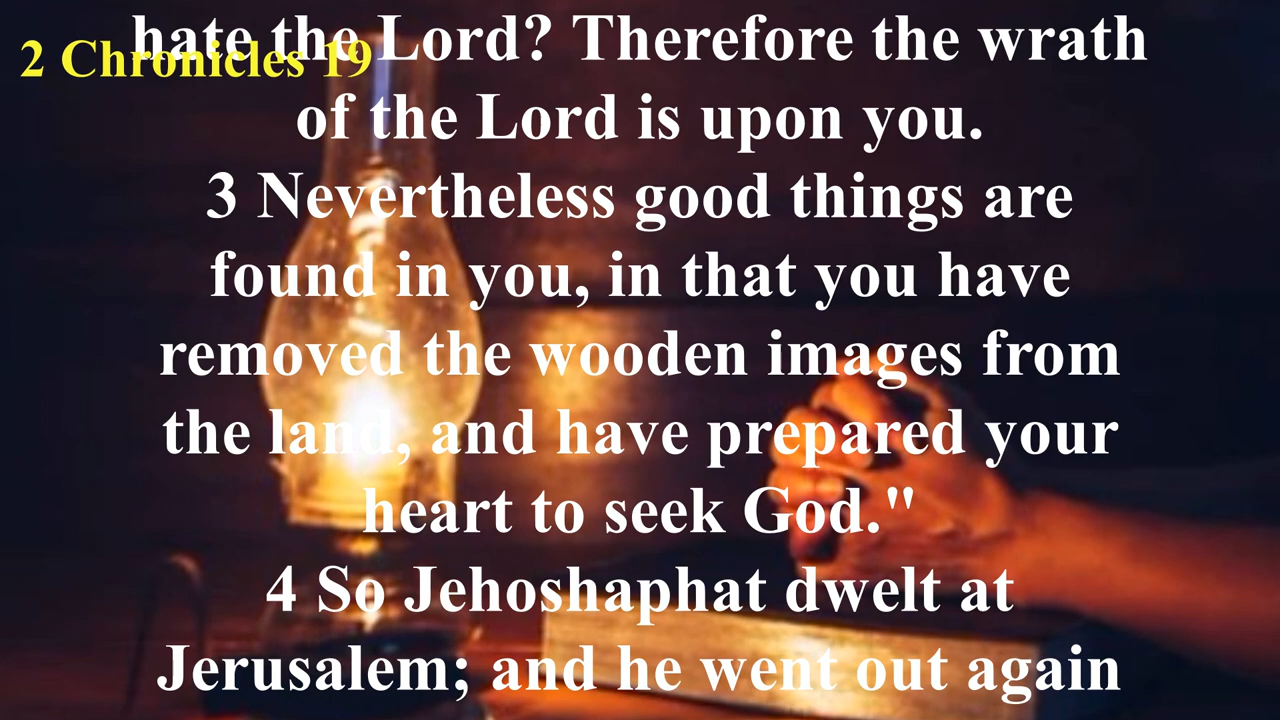 2 Chronicles 19
hate the Lord? Therefore the wrath
of the Lord is upon you.
3 Nevertheless good things are
found in you, in that you have
removed the wooden images from
the land, and have prepared your
heart to seek God."
4 So Jehoshaphat dwelt at
Jerusalem; and he went out again